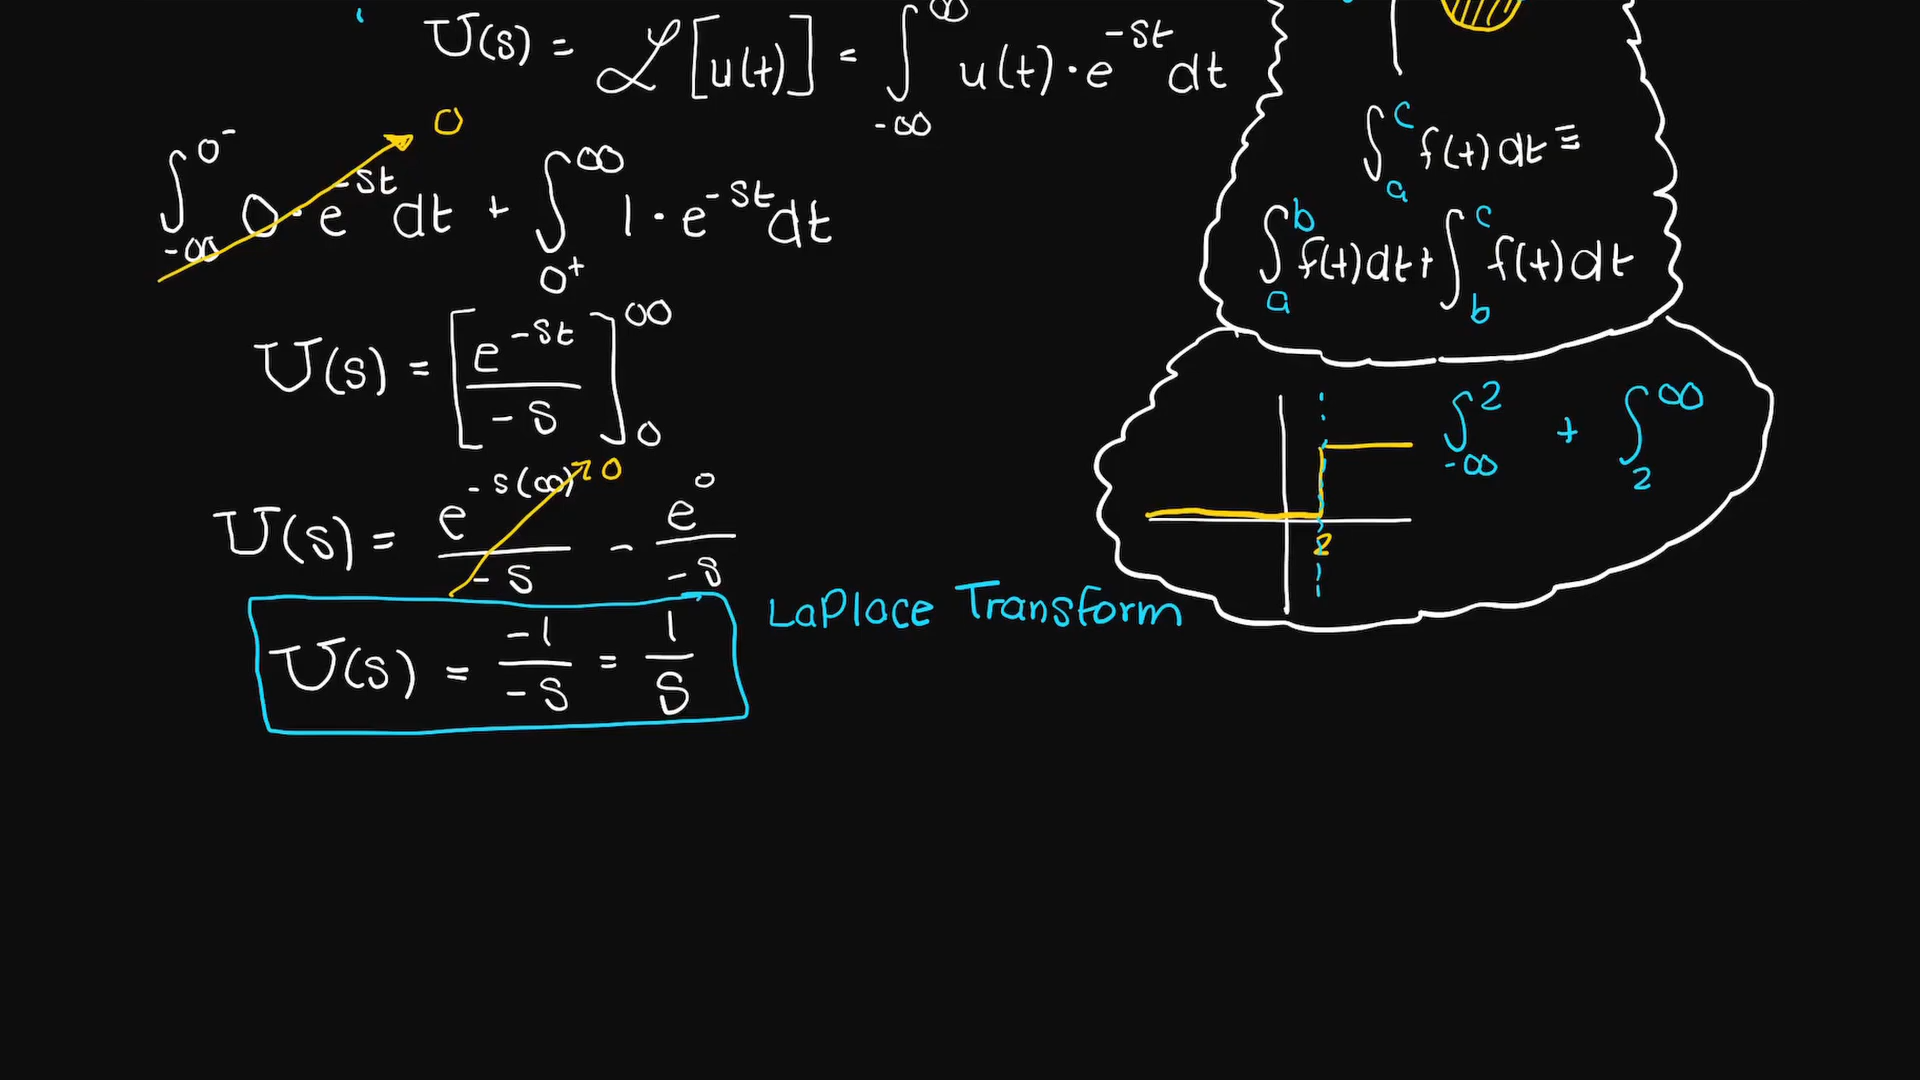 U(s) = ℒ[u(t)] = ∫_{-∞}^{∞} u(t)·e^{-st} dt
∫_{-∞}^{0^-} 0·e^{-st} dt + ∫_{0^+}^{∞} 1·e^{-st} dt
0
U(s) = [e^{-st}/-s]_0^∞
U(s) = e^{-s(∞)}/-s - e^0/-s
0
U(s) = -1/-s = 1/s
LaPlace Transform
∫_a^c f(t)dt ≡
∫_a^b f(t)dt + ∫_b^c f(t)dt
∫_{-∞}^2 + ∫_2^∞
2